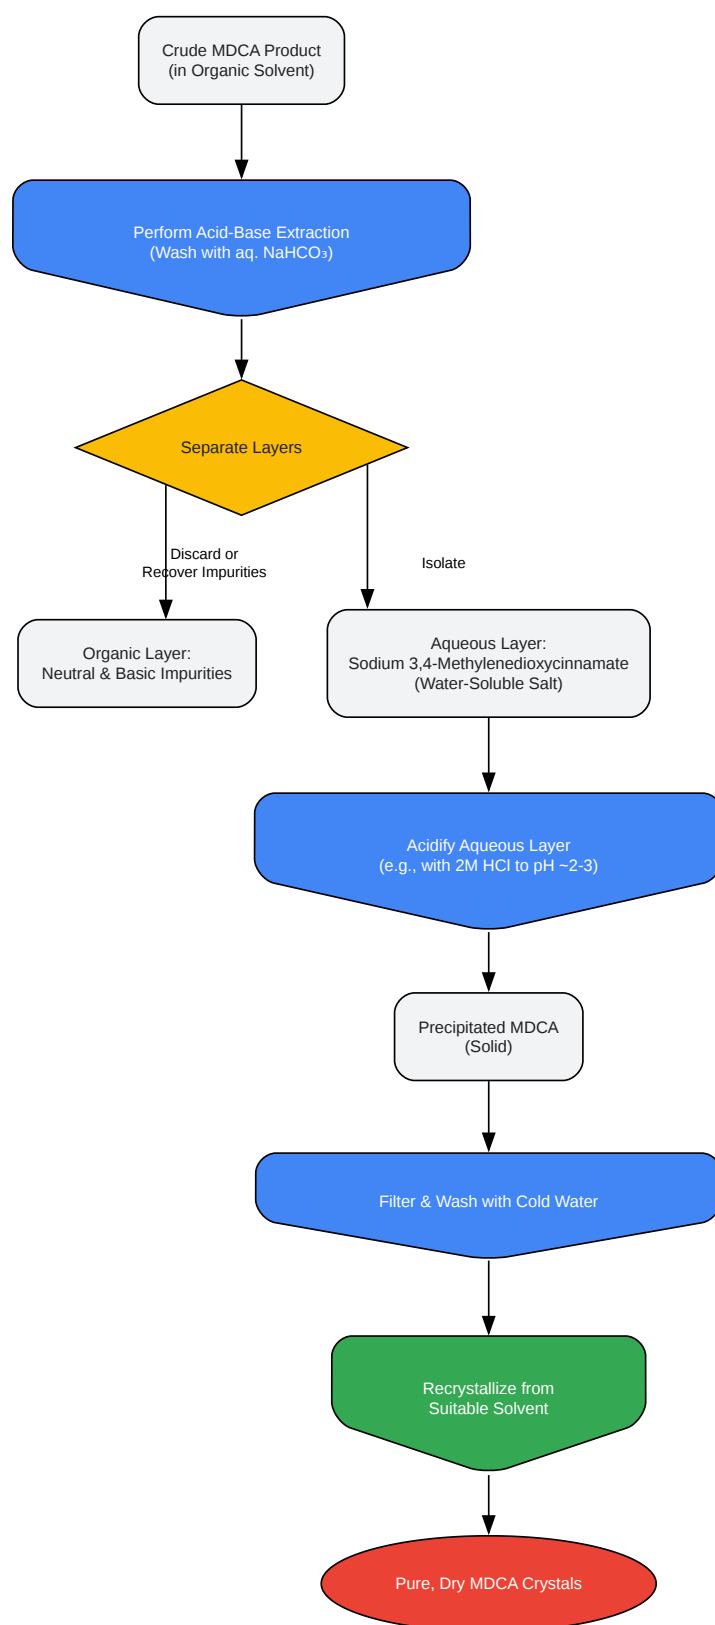 Crude MDCA Product
(in Organic Solvent)
Perform Acid-Base Extraction
(Wash with aq. NaHCO₃)
Separate Layers
Discard or
Recover Impurities
Isolate
Organic Layer:
Neutral & Basic Impurities
Aqueous Layer:
Sodium 3,4-Methylenedioxycinnamate
(Water-Soluble Salt)
Acidify Aqueous Layer
(e.g., with 2M HCl to pH ~2-3)
Precipitated MDCA
(Solid)
Filter & Wash with Cold Water
Recrystallize from
Suitable Solvent
Pure, Dry MDCA Crystals